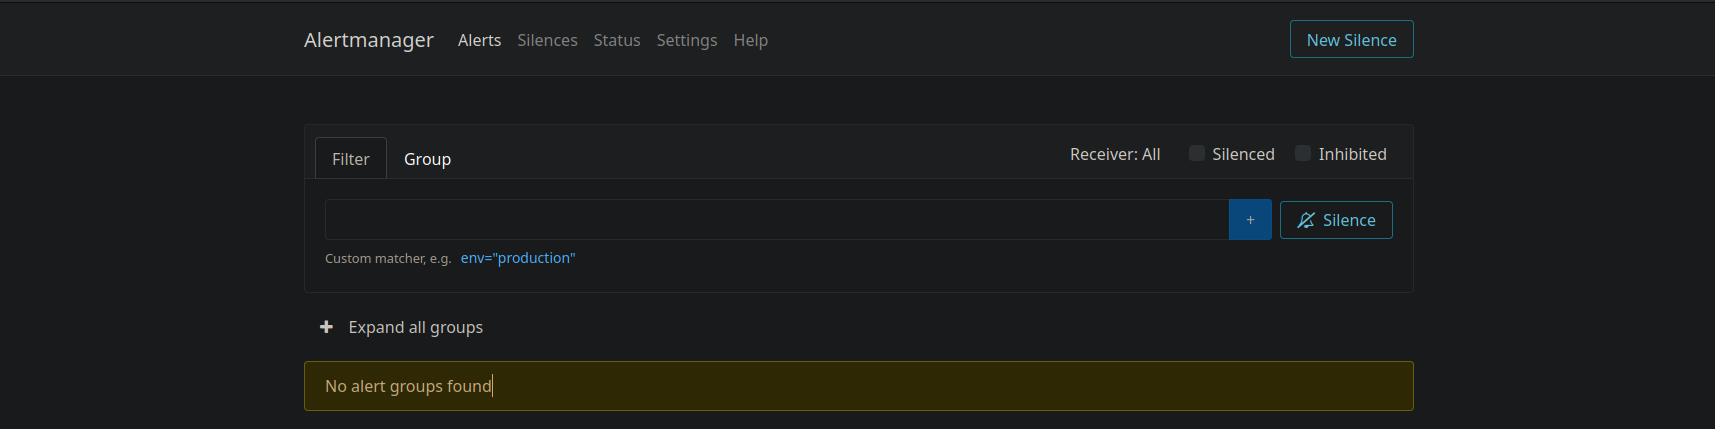 Alertmanager Alerts Silences Status Settings Help New Silence
Filter Group Receiver: All Silenced Inhibited
+ Silence
Custom matcher, e.g. env="production"
+ Expand all groups
No alert groups found